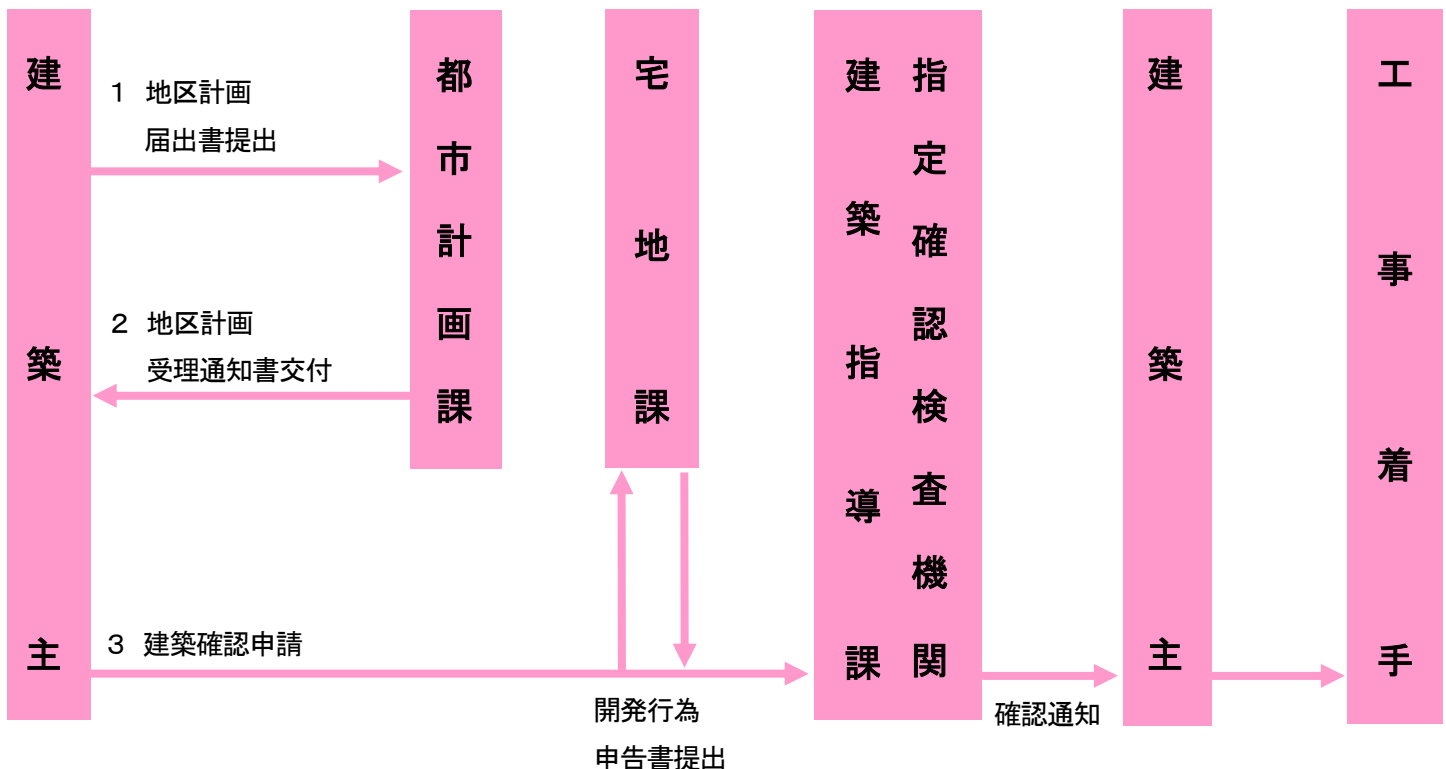 建築主
1 地区計画
届出書提出
2 地区計画
受理通知書交付
3 建築確認申請
都市計画課
宅地課
開発行為
申告書提出
指定確認検査機関
建築指導課
確認通知
建築主
工事着手